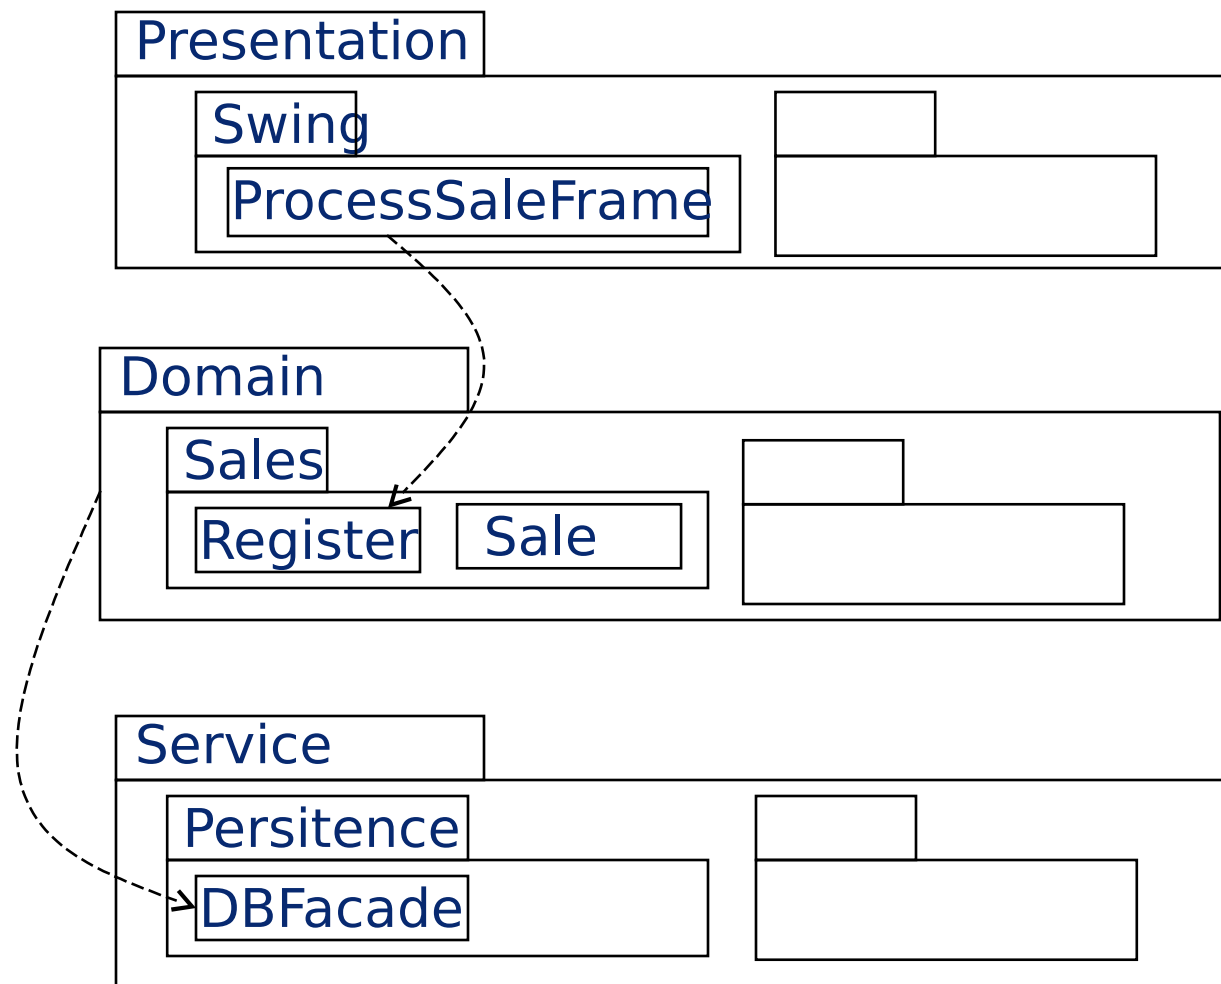 Presentation
Swing
ProcessSaleFrame
Domain
Sales
Register
Sale
Service
Persitence
DBFacade